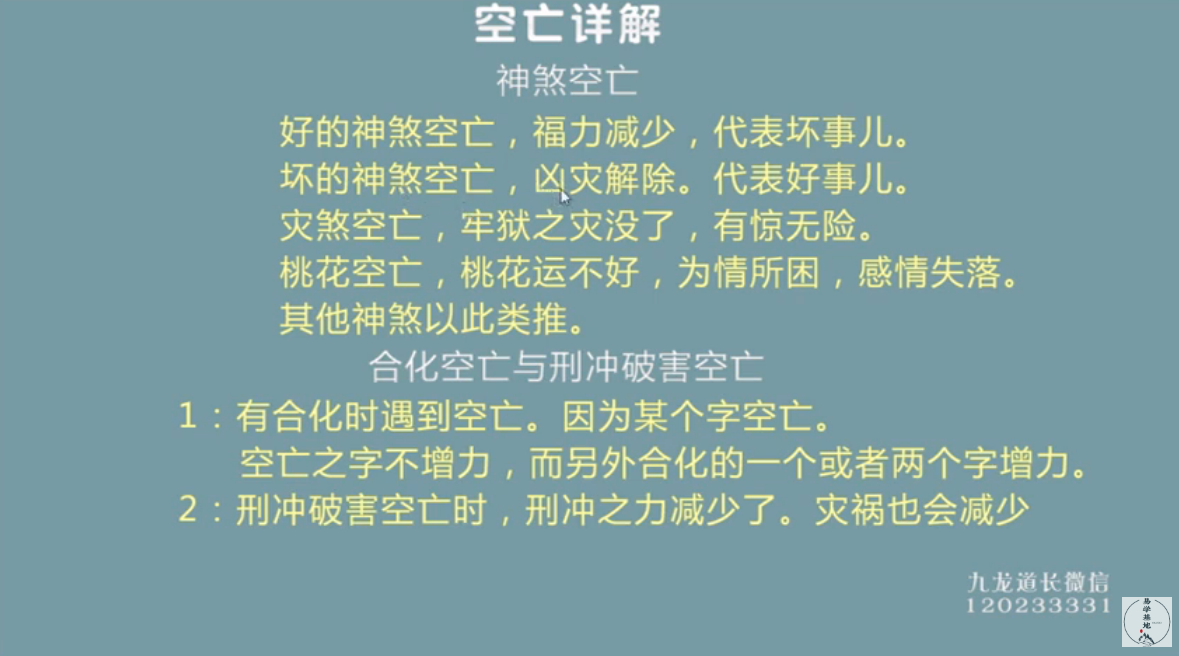 空亡详解
神煞空亡
好的神煞空亡，福力减少，代表坏事儿。
坏的神煞空亡，凶灾解除。代表好事儿。
灾煞空亡，牢狱之灾没了，有惊无险。
桃花空亡，桃花运不好，为情所困，感情失落。
其他神煞以此类推。
合化空亡与刑冲破害空亡
1：有合化时遇到空亡。因为某个字空亡。
空亡之字不增力，而另外合化的一个或者两个字增力。
2：刑冲破害空亡时，刑冲之力减少了。灾祸也会减少
九龙道长微信
120233331
易学基地